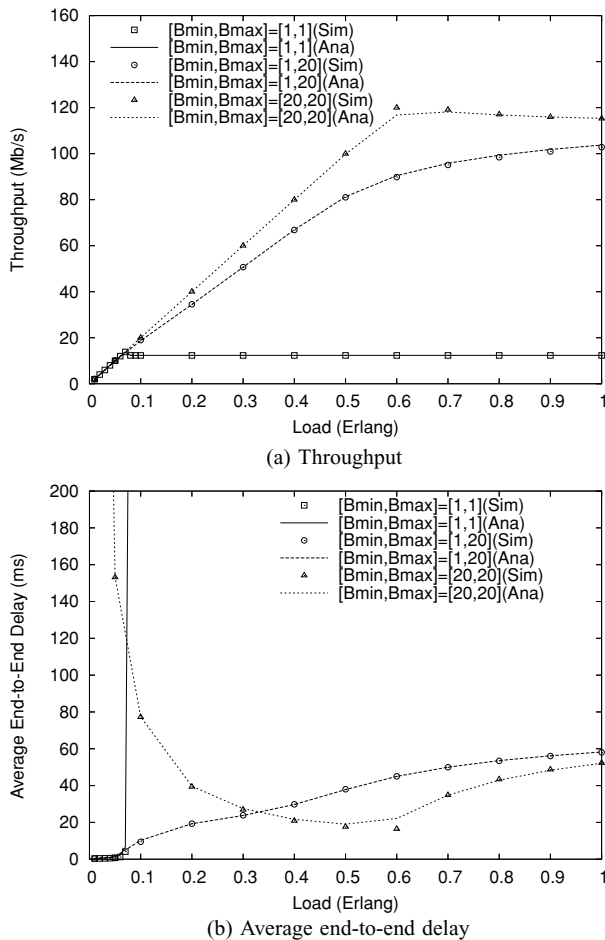 160
140
120
100
80
60
40
20
0
Throughput (Mb/s)
[Bmin,Bmax]=[1,1](Sim)
[Bmin,Bmax]=[1,1](Ana)
[Bmin,Bmax]=[1,20](Sim)
[Bmin,Bmax]=[1,20](Ana)
[Bmin,Bmax]=[20,20](Sim)
[Bmin,Bmax]=[20,20](Ana)
0 0.1 0.2 0.3 0.4 0.5 0.6 0.7 0.8 0.9 1
Load (Erlang)
(a) Throughput
200
180
160
140
120
100
80
60
40
20
0
Average End-to-End Delay (ms)
[Bmin,Bmax]=[1,1](Sim)
[Bmin,Bmax]=[1,1](Ana)
[Bmin,Bmax]=[1,20](Sim)
[Bmin,Bmax]=[1,20](Ana)
[Bmin,Bmax]=[20,20](Sim)
[Bmin,Bmax]=[20,20](Ana)
0 0.1 0.2 0.3 0.4 0.5 0.6 0.7 0.8 0.9 1
Load (Erlang)
(b) Average end-to-end delay